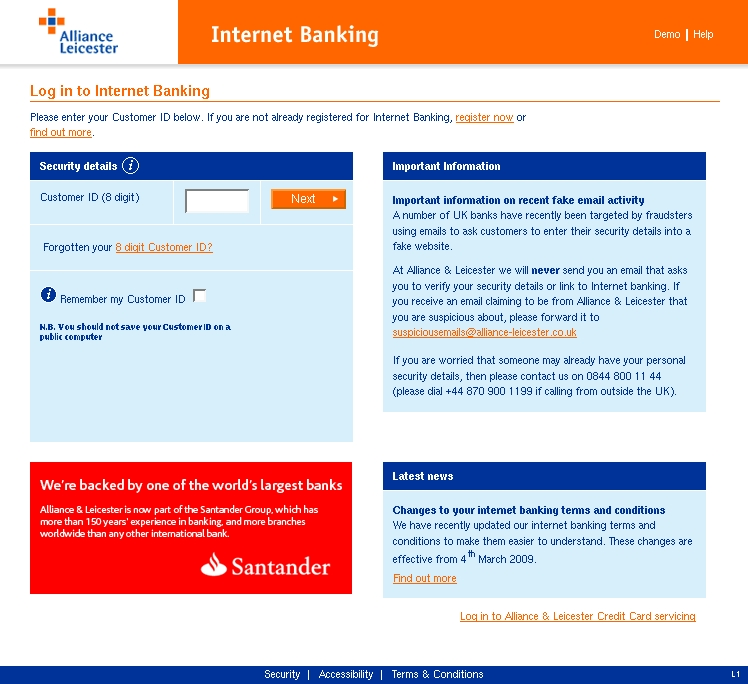 Alliance
Leicester
Internet Banking
Demo | Help
Log in to Internet Banking
Please enter your Customer ID below. If you are not already registered for Internet Banking, register now or
find out more.
Security details i
Customer ID (8 digit)
Next
Forgotten your 8 digit Customer ID?
i Remember my Customer ID
N.B. You should not save your Customer ID on a
public computer
Important Information
Important information on recent fake email activity
A number of UK banks have recently been targeted by fraudsters
using emails to ask customers to enter their security details into a
fake website.
At Alliance & Leicester we will never send you an email that asks
you to verify your security details or link to Internet banking. If
you receive an email claiming to be from Alliance & Leicester that
you are suspicious about, please forward it to
suspiciousemails@alliance-leicester.co.uk
If you are worried that someone may already have your personal
security details, then please contact us on 0844 800 11 44
(please dial +44 870 900 1199 if calling from outside the UK).
We're backed by one of the world's largest banks
Alliance & Leicester is now part of the Santander Group, which has
more than 150 years' experience in banking, and more branches
worldwide than any other international bank.
Santander
Latest news
Changes to your internet banking terms and conditions
We have recently updated our internet banking terms and
conditions to make them easier to understand. These changes are
effective from 4th March 2009.
Find out more
Log in to Alliance & Leicester Credit Card servicing
Security | Accessibility | Terms & Conditions
L1